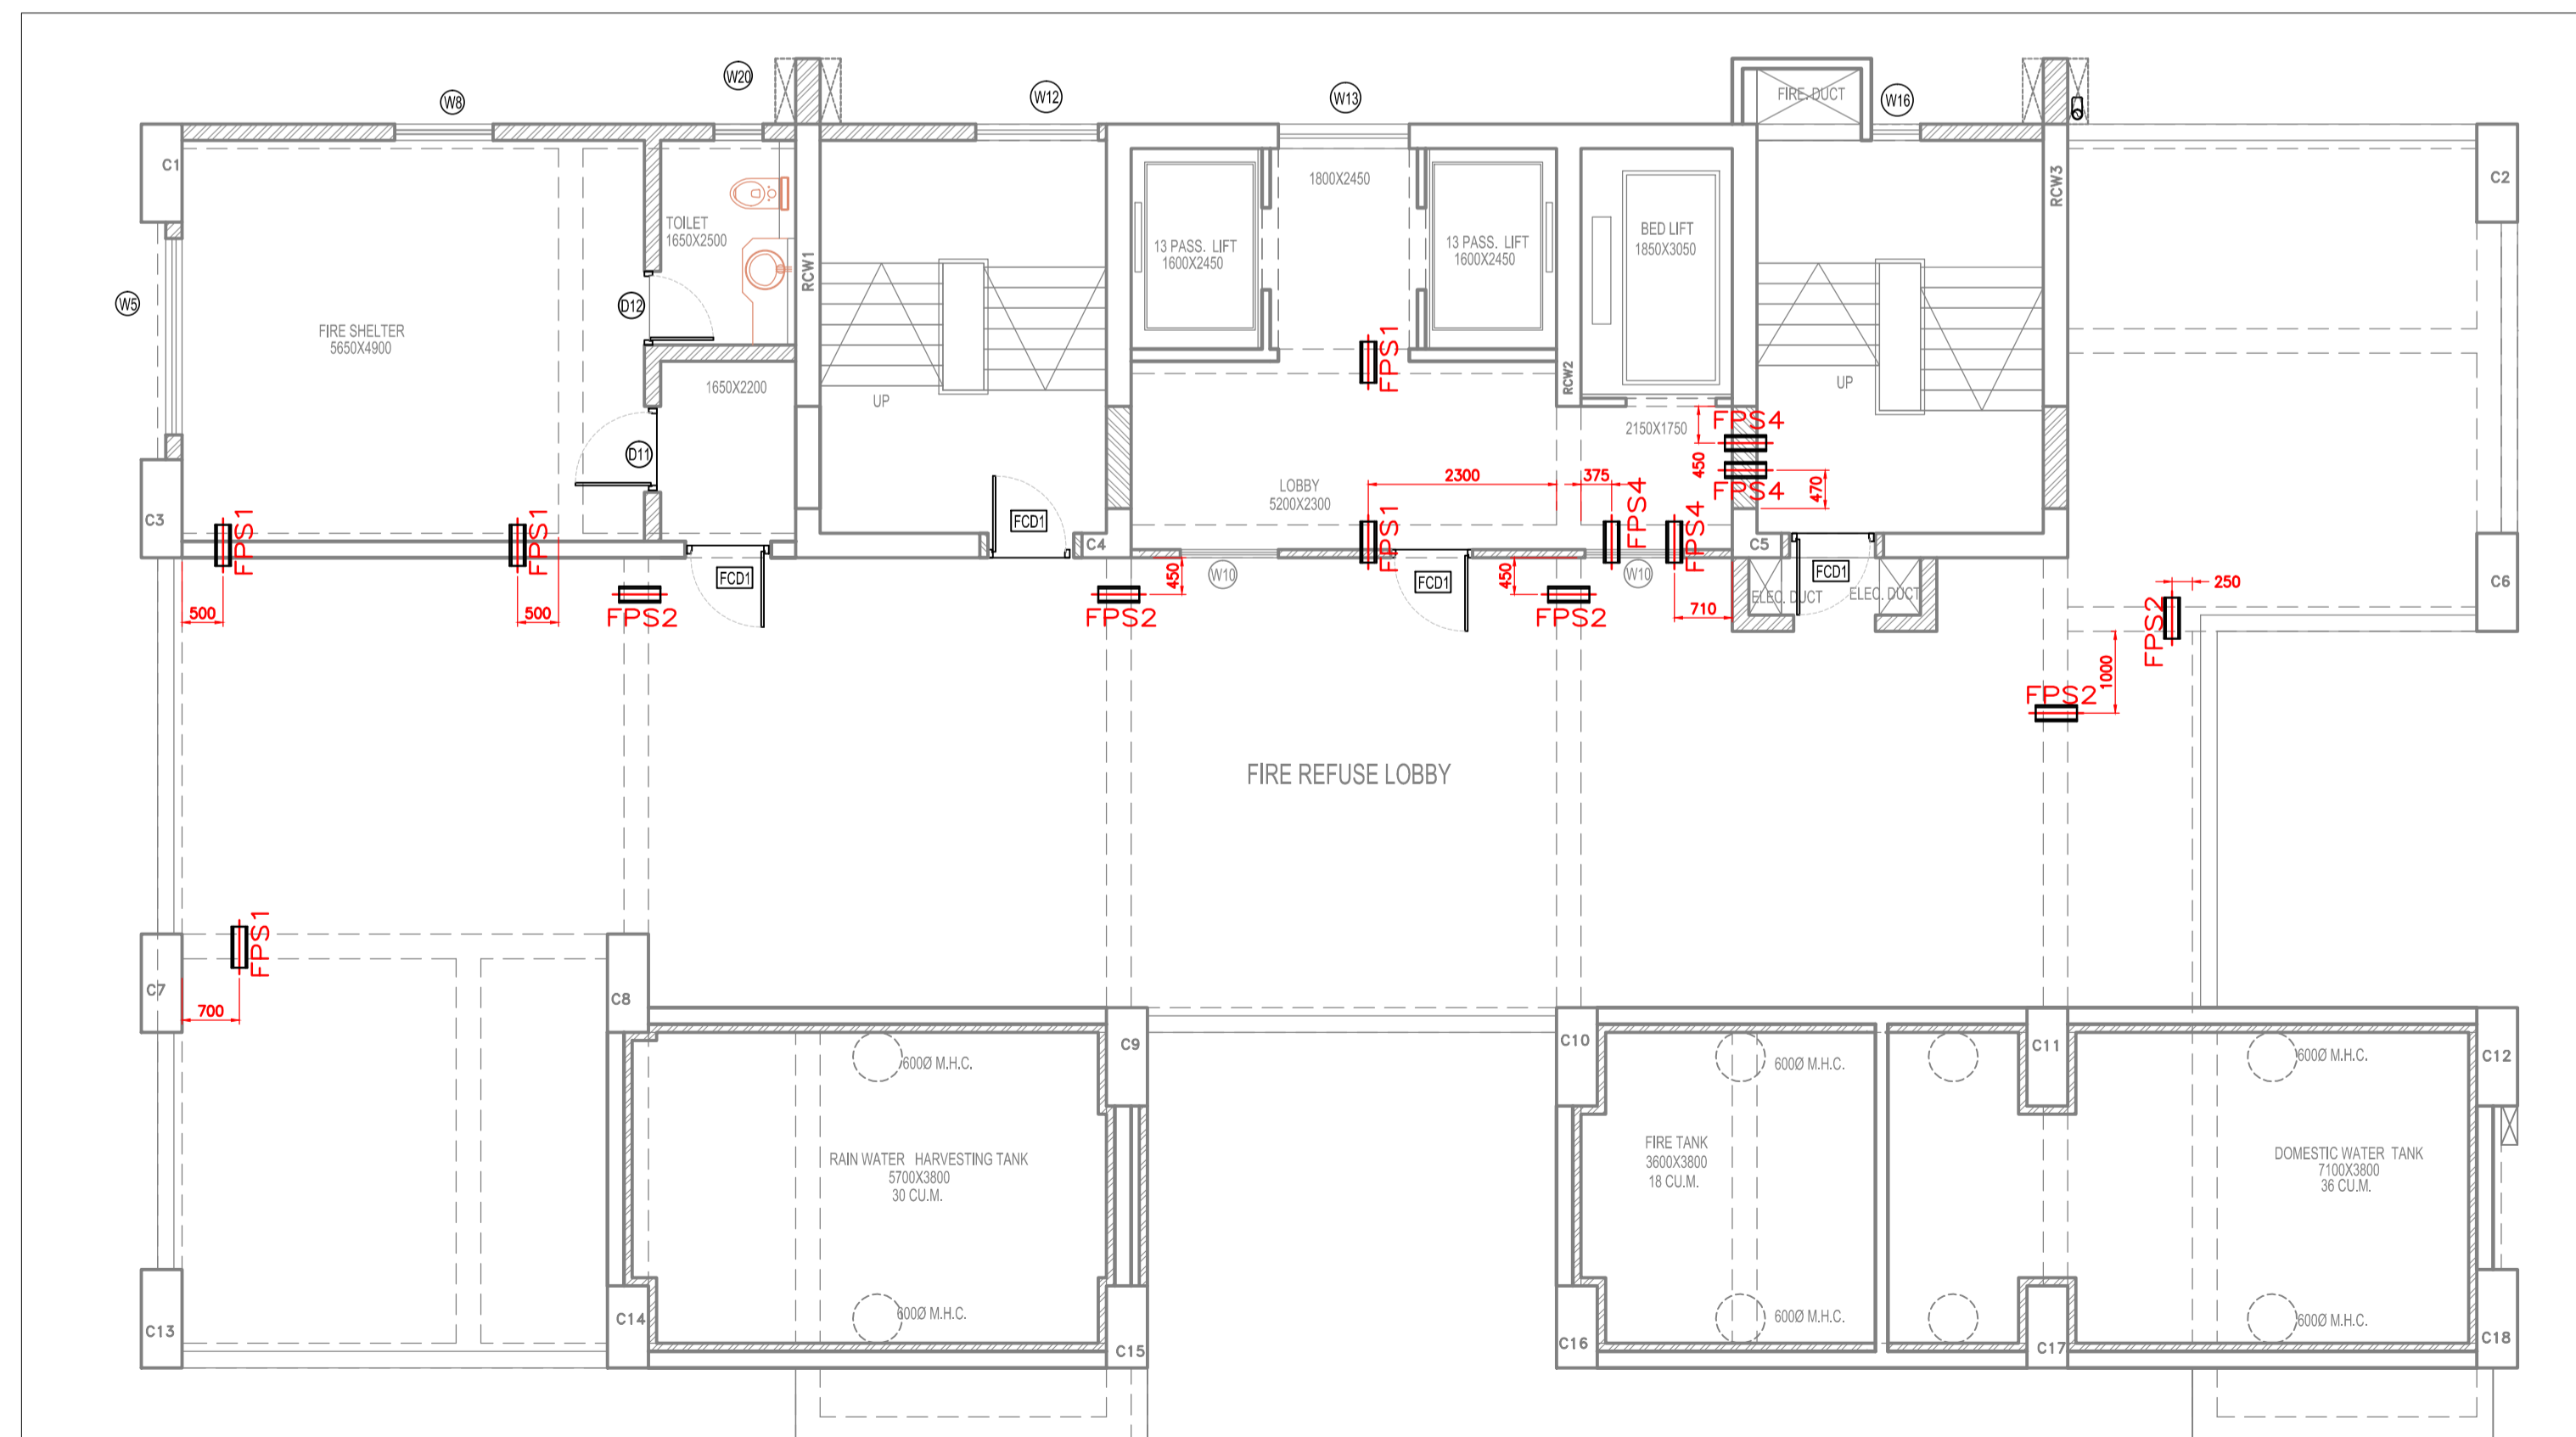 W20
W8
W12
W13
FIRE. DUCT
W16
C1
RCW3
C2
1800X2450
TOILET
1650X2500
13 PASS. LIFT
1600X2450
13 PASS. LIFT
1600X2450
BED LIFT
1850X3050
RCW1
W5
D12
FIRE SHELTER
5650X4900
FPS1
RCW2
1650X2200
UP
UP
FPS4
2150X1750
450
D11
2300
375
LOBBY
5200X2300
FPS4
470
C3
FPS1
FPS1
FCD1
C4
FPS1
FPS4
FPS4
C5
FCD1
450
W10
FCD1
450
W10
FCD1
ELEC. DUCT
ELEC. DUCT
C6
250
500
500
FPS2
FPS2
FPS2
710
FPS2
1000
FPS2
FIRE REFUSE LOBBY
FPS1
C7
700
C8
C9
C10
C11
C12
600Ø M.H.C.
600Ø M.H.C.
600Ø M.H.C.
RAIN WATER HARVESTING TANK
5700X3800
30 CU.M.
FIRE TANK
3600X3800
18 CU.M.
DOMESTIC WATER TANK
7100X3800
36 CU.M.
600Ø M.H.C.
600Ø M.H.C.
600Ø M.H.C.
C13
C14
C15
C16
C17
C18